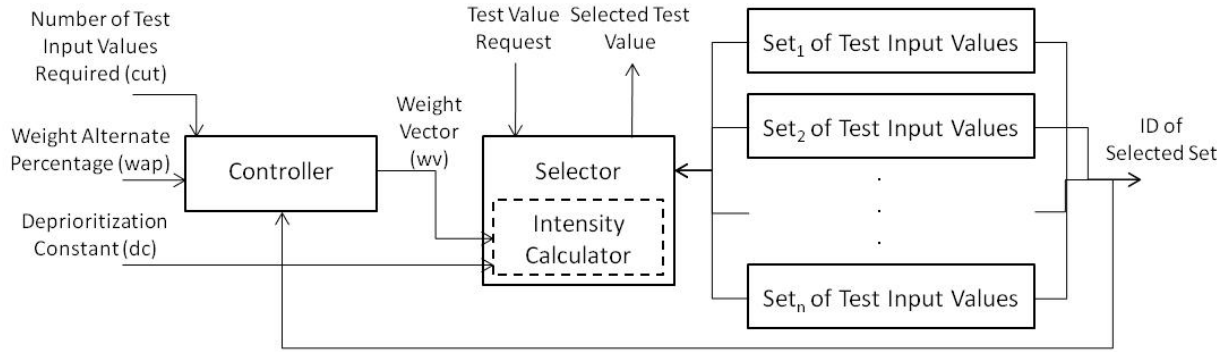 Number of Test
Input Values
Required (cut)
Weight Alternate
Percentage (wap)
Deprioritization
Constant (dc)
Controller
Weight
Vector
(wv)
Test Value
Request
Selected Test
Value
Selector
Intensity
Calculator
Set₁ of Test Input Values
Set₂ of Test Input Values
.
.
.
Setₙ of Test Input Values
ID of
Selected Set